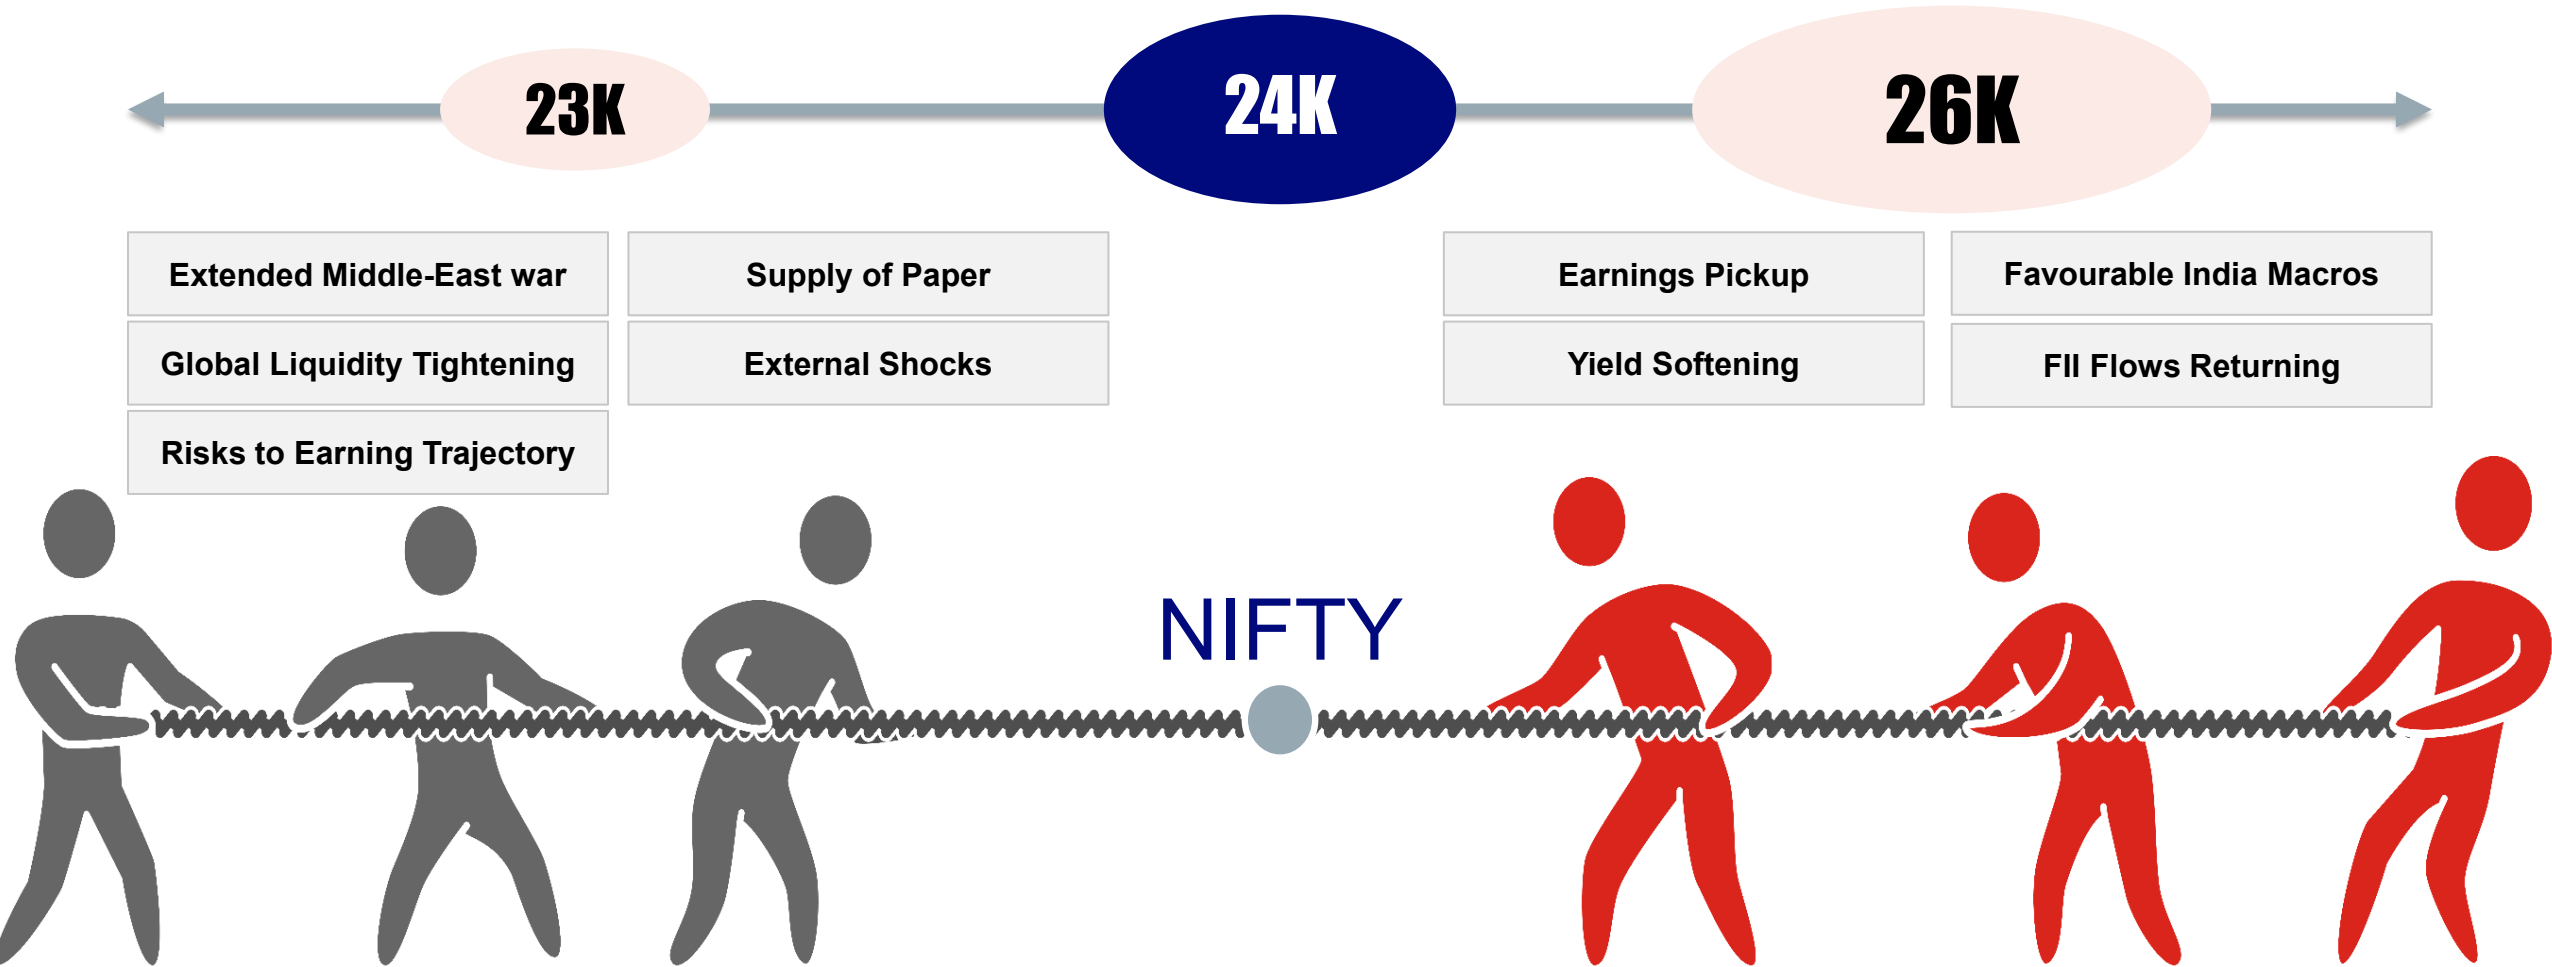 23K
24K
26K
Extended Middle-East war
Supply of Paper
Earnings Pickup
Favourable India Macros
Global Liquidity Tightening
External Shocks
Yield Softening
FII Flows Returning
Risks to Earning Trajectory
NIFTY